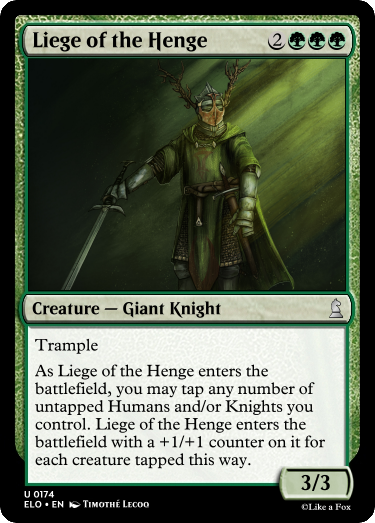 Liege of the Henge 2
Creature — Giant Knight
Trample
As Liege of the Henge enters the
battlefield, you may tap any number of
untapped Humans and/or Knights you
control. Liege of the Henge enters the
battlefield with a +1/+1 counter on it for
each creature tapped this way.
3/3
U 0174
ELO • EN Timothé Lecoo
©Like a Fox